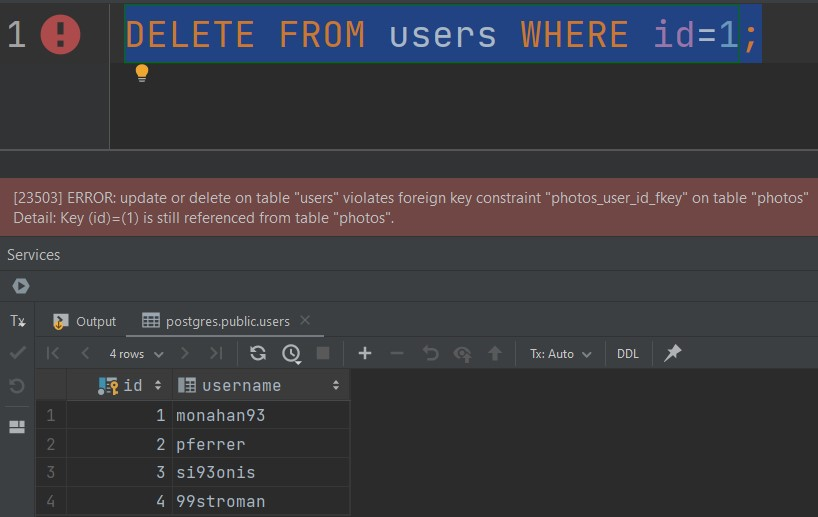 1 DELETE FROM users WHERE id=1;
[23503] ERROR: update or delete on table "users" violates foreign key constraint "photos_user_id_fkey" on table "photos"
Detail: Key (id)=(1) is still referenced from table "photos".
Services
Tx Output postgres.public.users
4 rows Tx: Auto DDL
id username
1 1 monahan93
2 2 pferrer
3 3 si93onis
4 4 99stroman